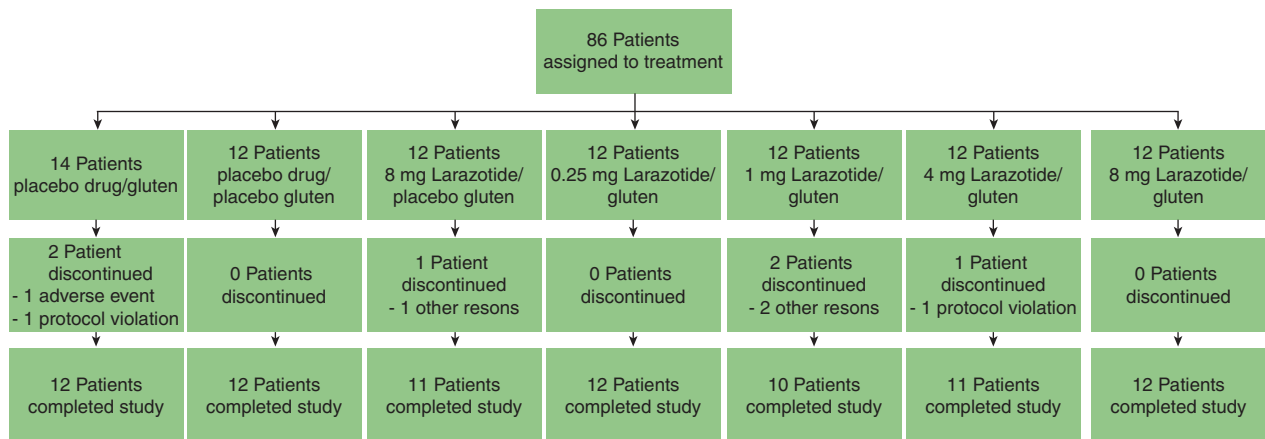 86 Patients
assigned to treatment
14 Patients
placebo drug/gluten
12 Patients
placebo drug/
placebo gluten
12 Patients
8 mg Larazotide/
placebo gluten
12 Patients
0.25 mg Larazotide/
gluten
12 Patients
1 mg Larazotide/
gluten
12 Patients
4 mg Larazotide/
gluten
12 Patients
8 mg Larazotide/
gluten
2 Patient
discontinued
- 1 adverse event
- 1 protocol violation
0 Patients
discontinued
1 Patient
discontinued
- 1 other resons
0 Patients
discontinued
2 Patients
discontinued
- 2 other resons
1 Patient
discontinued
- 1 protocol violation
0 Patients
discontinued
12 Patients
completed study
12 Patients
completed study
11 Patients
completed study
12 Patients
completed study
10 Patients
completed study
11 Patients
completed study
12 Patients
completed study